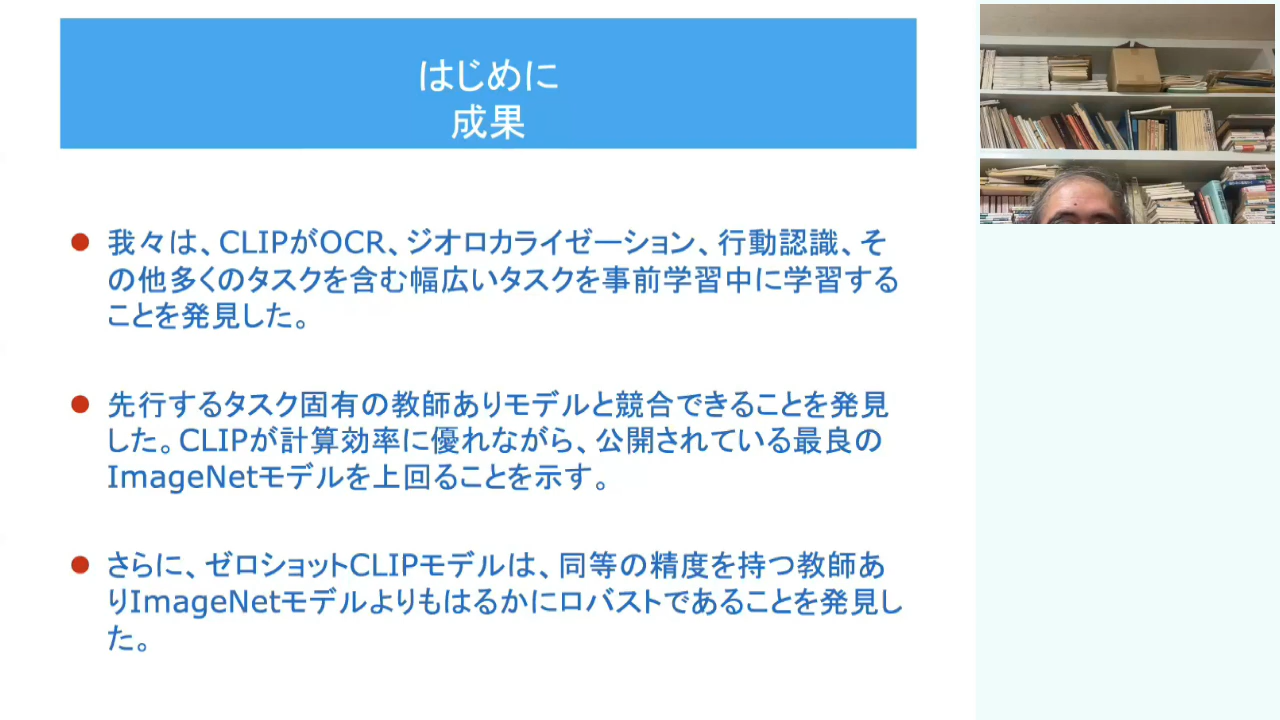 はじめに
成果
我々は、CLIPがOCR、ジオロカライゼーション、行動認識、そ
の他多くのタスクを含む幅広いタスクを事前学習中に学習する
ことを発見した。
先行するタスク固有の教師ありモデルと競合できることを発見
した。CLIPが計算効率に優れながら、公開されている最良の
ImageNetモデルを上回ることを示す。
さらに、ゼロショットCLIPモデルは、同等の精度を持つ教師あ
りImageNetモデルよりもはるかにロバストであることを発見し
た。